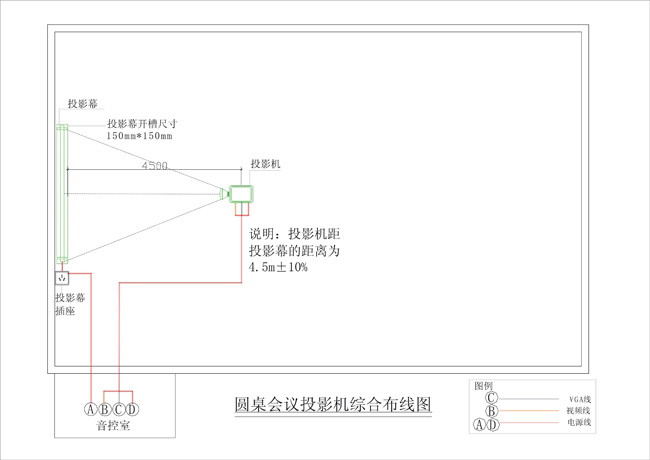 投影幕
投影幕开槽尺寸
150mm*150mm
4500
投影机
说明：投影机距
投影幕的距离为
4.5m±10%
投影幕
插座
A B C D
音控室
圆桌会议投影机综合布线图
图例
C VGA线
B 视频线
A D 电源线